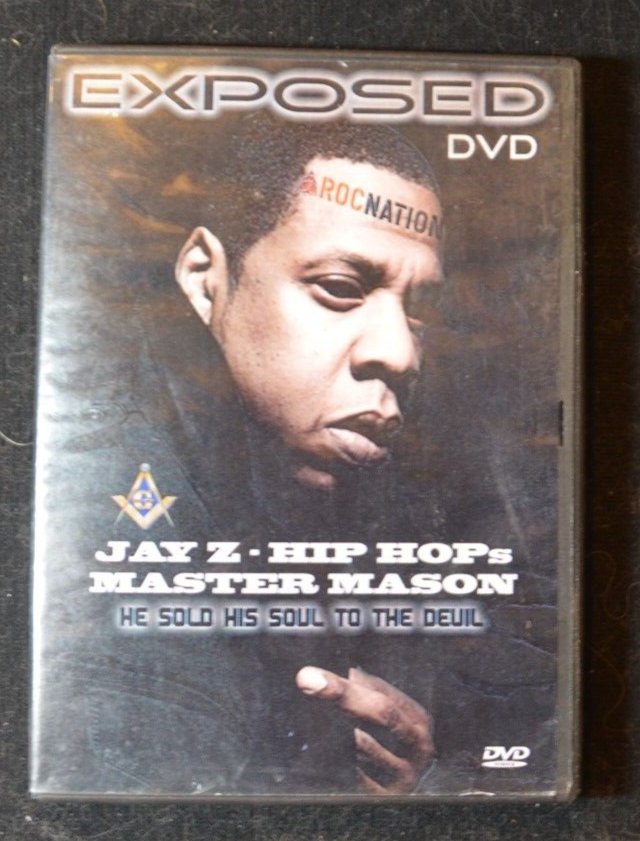 EXPOSED
DVD
ROCNATION
G
JAY Z - HIP HOPs
MASTER MASON
HE SOLD HIS SOUL TO THE DEVIL
DVD